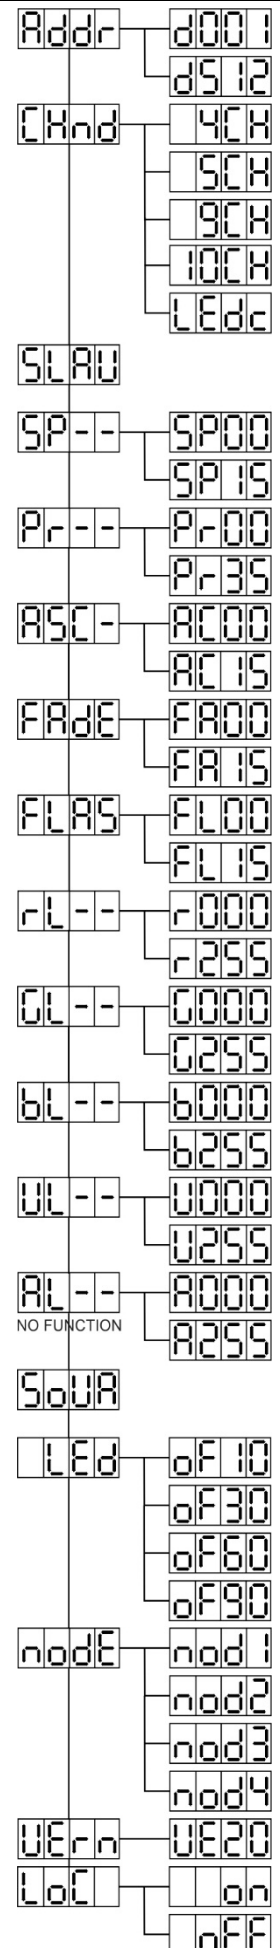 Addr d001
dS12
CHnd 4CH
5CH
9CH
10CH
LEdc
SLAU
SP-- SP00
SP15
Pr-- Pr00
Pr35
ASC- AC00
AC15
FAdE FA00
FA15
FLAS FL00
FL15
rL-- r000
r255
GL-- G000
G255
bL-- b000
b255
UL-- U000
U255
AL-- A000
NO FUNCTION
A255
SoUA
LEd oF10
oF30
oF60
oF90
nodE nod1
nod2
nod3
nod4
UErn UE20
LoC on
oFF